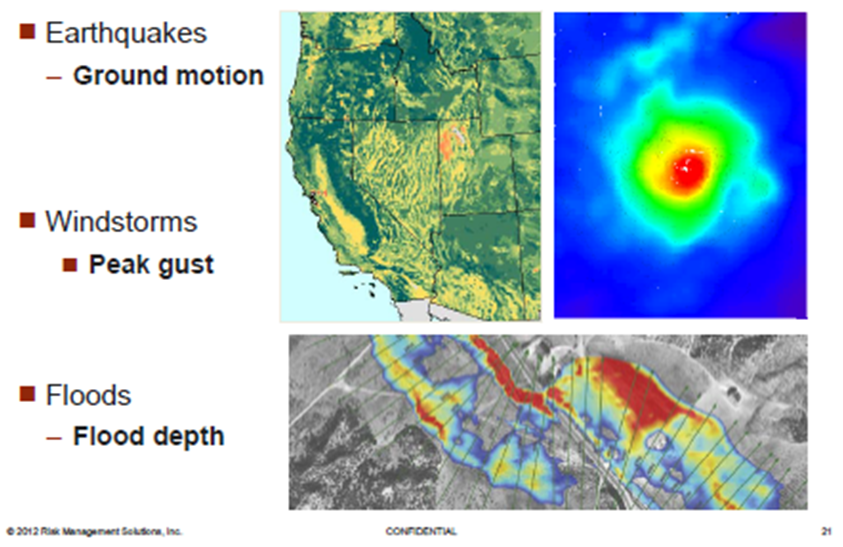 Earthquakes
– Ground motion
Windstorms
Peak gust
Floods
– Flood depth
© 2012 Risk Management Solutions, Inc. CONFIDENTIAL 21